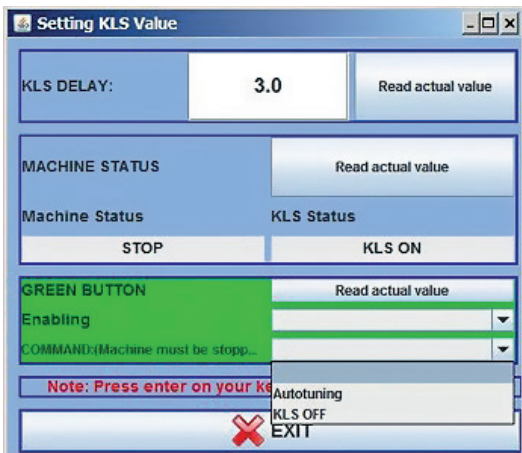 Setting KLS Value
KLS DELAY: 3.0 Read actual value
MACHINE STATUS Read actual value
Machine Status KLS Status
STOP KLS ON
GREEN BUTTON Read actual value
Enabling
COMMAND:(Machine must be stopp...
Note: Press enter on your ke
Autotuning
KLS OFF
EXIT